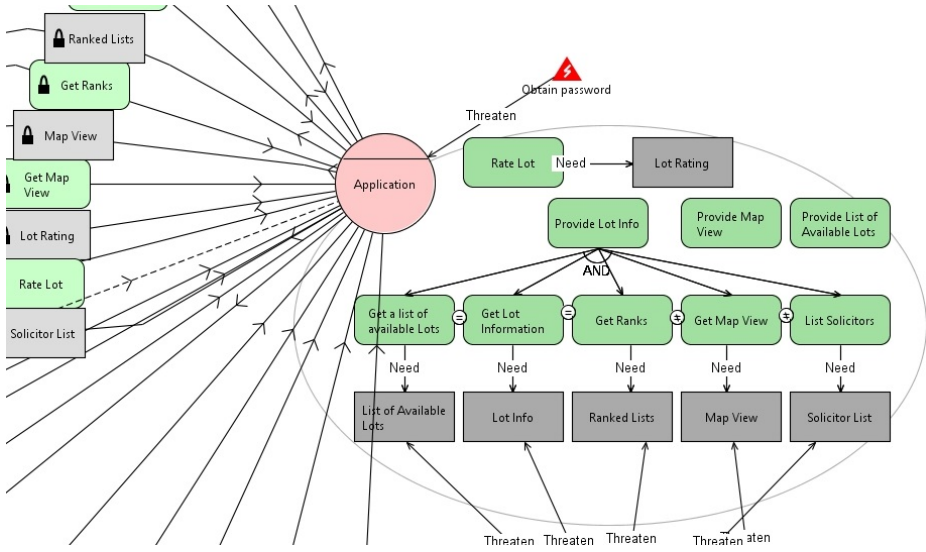 Ranked Lists
Get Ranks
Map View
Get Map
View
Lot Rating
Rate Lot
Solicitor List
Application
Obtain password
Threaten
Rate Lot
Need
Lot Rating
Provide Lot Info
Provide Map
View
Provide List of
Available Lots
AND
Get a list of
available Lots
=
Get Lot
Information
=
Get Ranks
≠
Get Map View
≠
List Solicitors
Need
Need
Need
Need
Need
List of Available
Lots
Lot Info
Ranked Lists
Map View
Solicitor List
Threaten
Threaten
Threaten
Threaten